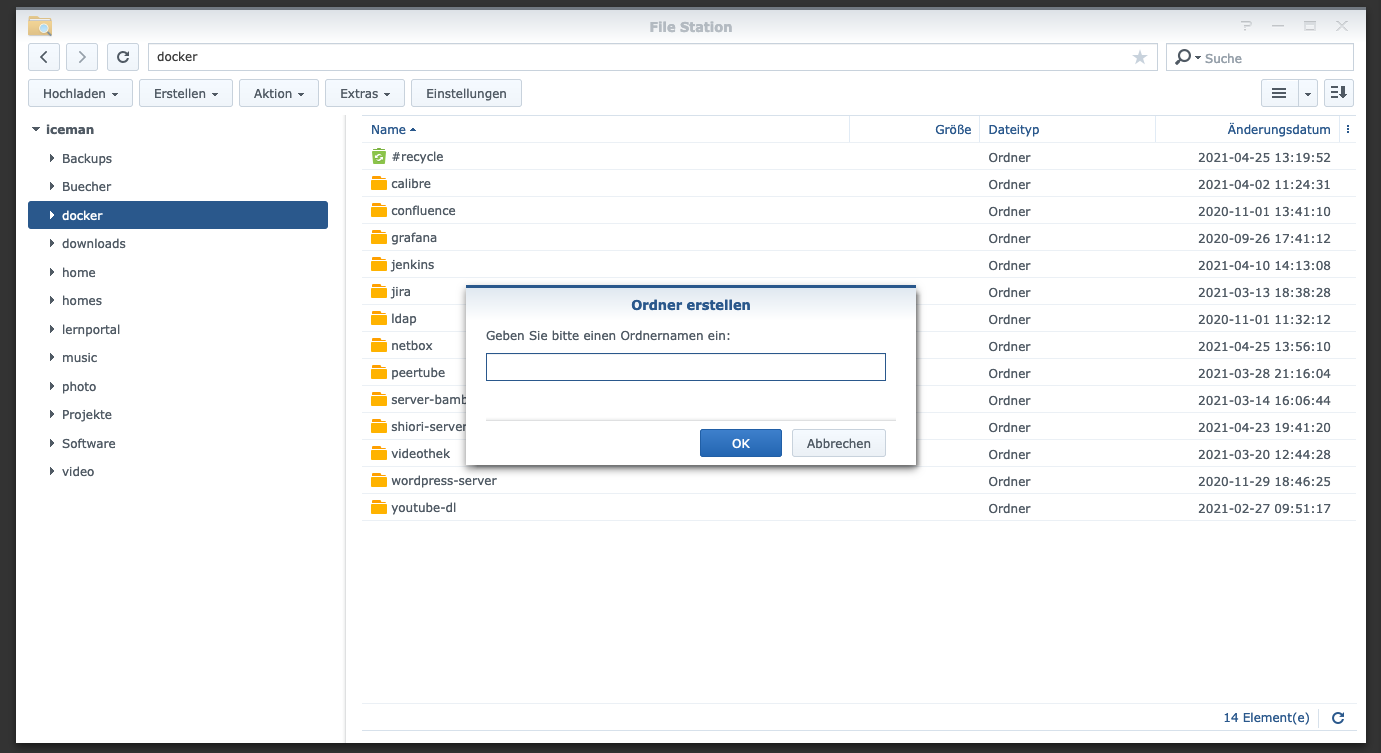 File Station
docker
Suche
Hochladen Erstellen Aktion Extras Einstellungen
iceman
Backups
Buecher
docker
downloads
home
homes
lernportal
music
photo
Projekte
Software
video
Name Größe Dateityp Änderungsdatum
#recycle Ordner 2021-04-25 13:19:52
calibre Ordner 2021-04-02 11:24:31
confluence Ordner 2020-11-01 13:41:10
grafana Ordner 2020-09-26 17:41:12
jenkins Ordner 2021-04-10 14:13:08
jira Ordner 2021-03-13 18:38:28
ldap Ordner 2020-11-01 11:32:12
netbox Ordner 2021-04-25 13:56:10
peertube Ordner 2021-03-28 21:16:04
server-bamb Ordner 2021-03-14 16:06:44
shiori-server Ordner 2021-04-23 19:41:20
videothek Ordner 2021-03-20 12:44:28
wordpress-server Ordner 2020-11-29 18:46:25
youtube-dl Ordner 2021-02-27 09:51:17
Ordner erstellen
Geben Sie bitte einen Ordnernamen ein:
OK Abbrechen
14 Element(e)